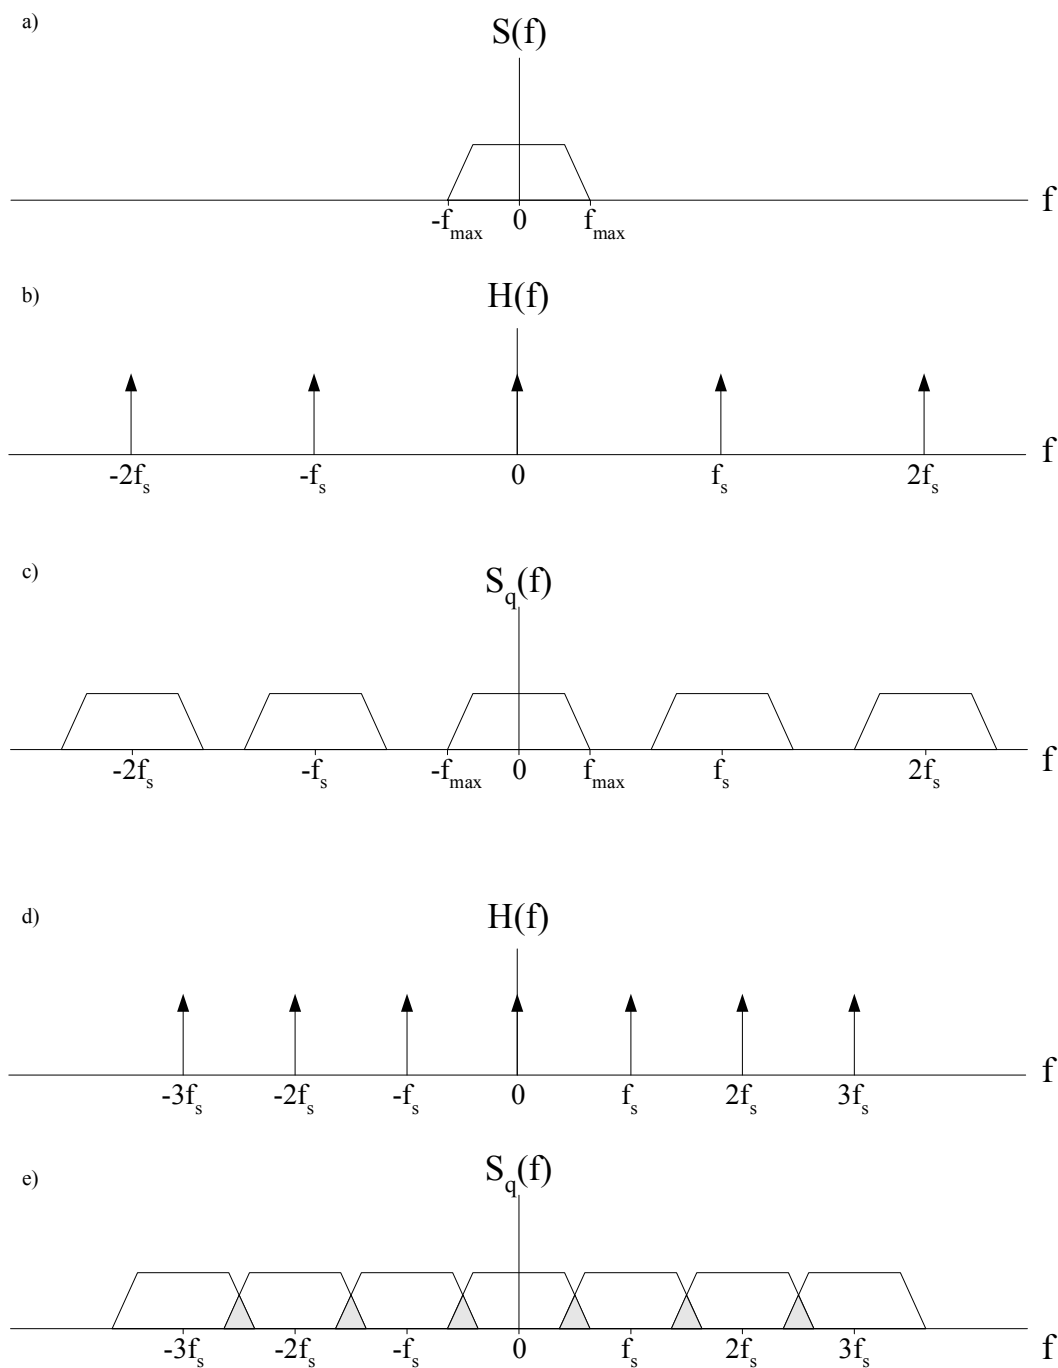 a)
S(f)
f
-fmax 0 fmax
b)
H(f)
f
-2fs -fs 0 fs 2fs
c)
Sq(f)
f
-2fs -fs -fmax 0 fmax fs 2fs
d)
H(f)
f
-3fs -2fs -fs 0 fs 2fs 3fs
e)
Sq(f)
f
-3fs -2fs -fs 0 fs 2fs 3fs